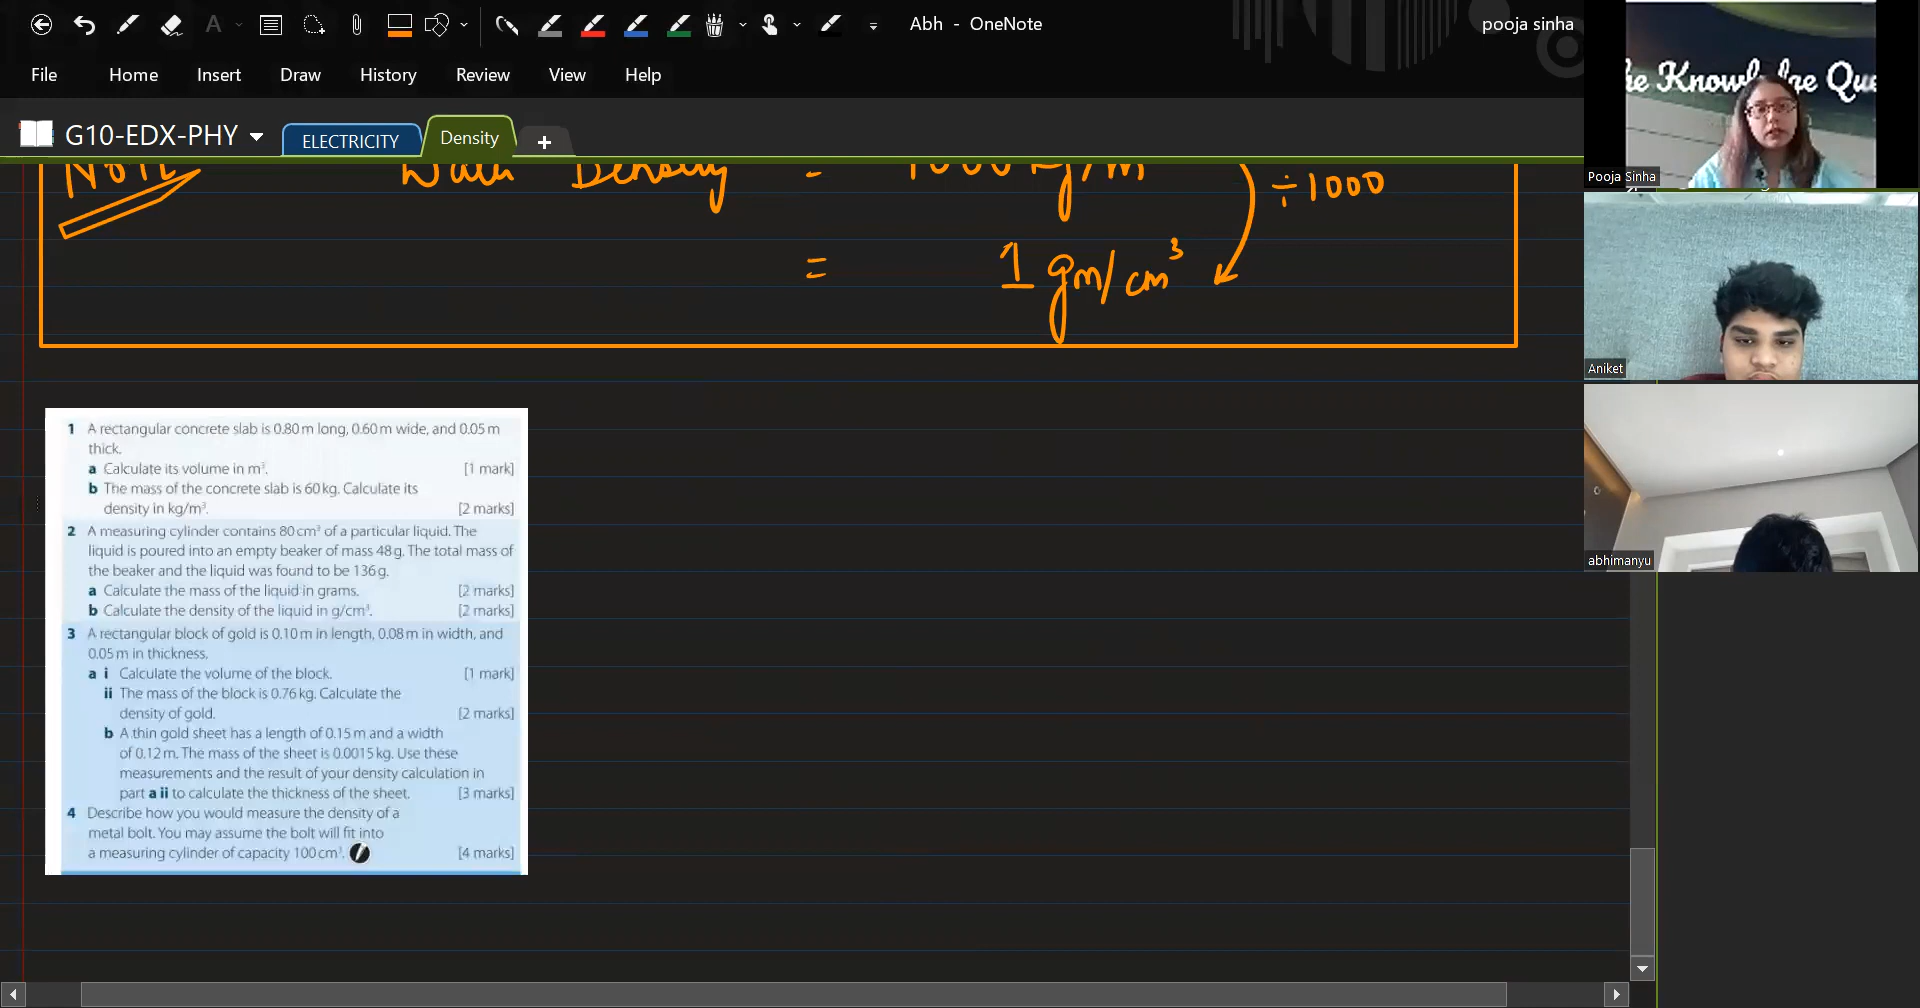 Abh - OneNote
pooja sinha
File Home Insert Draw History Review View Help
G10-EDX-PHY
ELECTRICITY
Density
+
Density = 1000 kg/m ÷1000
= 1 gm/cm³
1 A rectangular concrete slab is 0.80 m long, 0.60 m wide, and 0.05 m
thick.
a Calculate its volume in m³. [1 mark]
b The mass of the concrete slab is 60 kg. Calculate its
density in kg/m³. [2 marks]
2 A measuring cylinder contains 80 cm³ of a particular liquid. The
liquid is poured into an empty beaker of mass 48 g. The total mass of
the beaker and the liquid was found to be 136 g.
a Calculate the mass of the liquid in grams. [2 marks]
b Calculate the density of the liquid in g/cm³. [2 marks]
3 A rectangular block of gold is 0.10 m in length, 0.08 m in width, and
0.05 m in thickness.
a i Calculate the volume of the block. [1 mark]
ii The mass of the block is 0.76 kg. Calculate the
density of gold. [2 marks]
b A thin gold sheet has a length of 0.15 m and a width
of 0.12 m. The mass of the sheet is 0.0015 kg. Use these
measurements and the result of your density calculation in
part a ii to calculate the thickness of the sheet. [3 marks]
4 Describe how you would measure the density of a
metal bolt. You may assume the bolt will fit into
a measuring cylinder of capacity 100 cm³. [4 marks]
Pooja Sinha
Aniket
abhimanyu